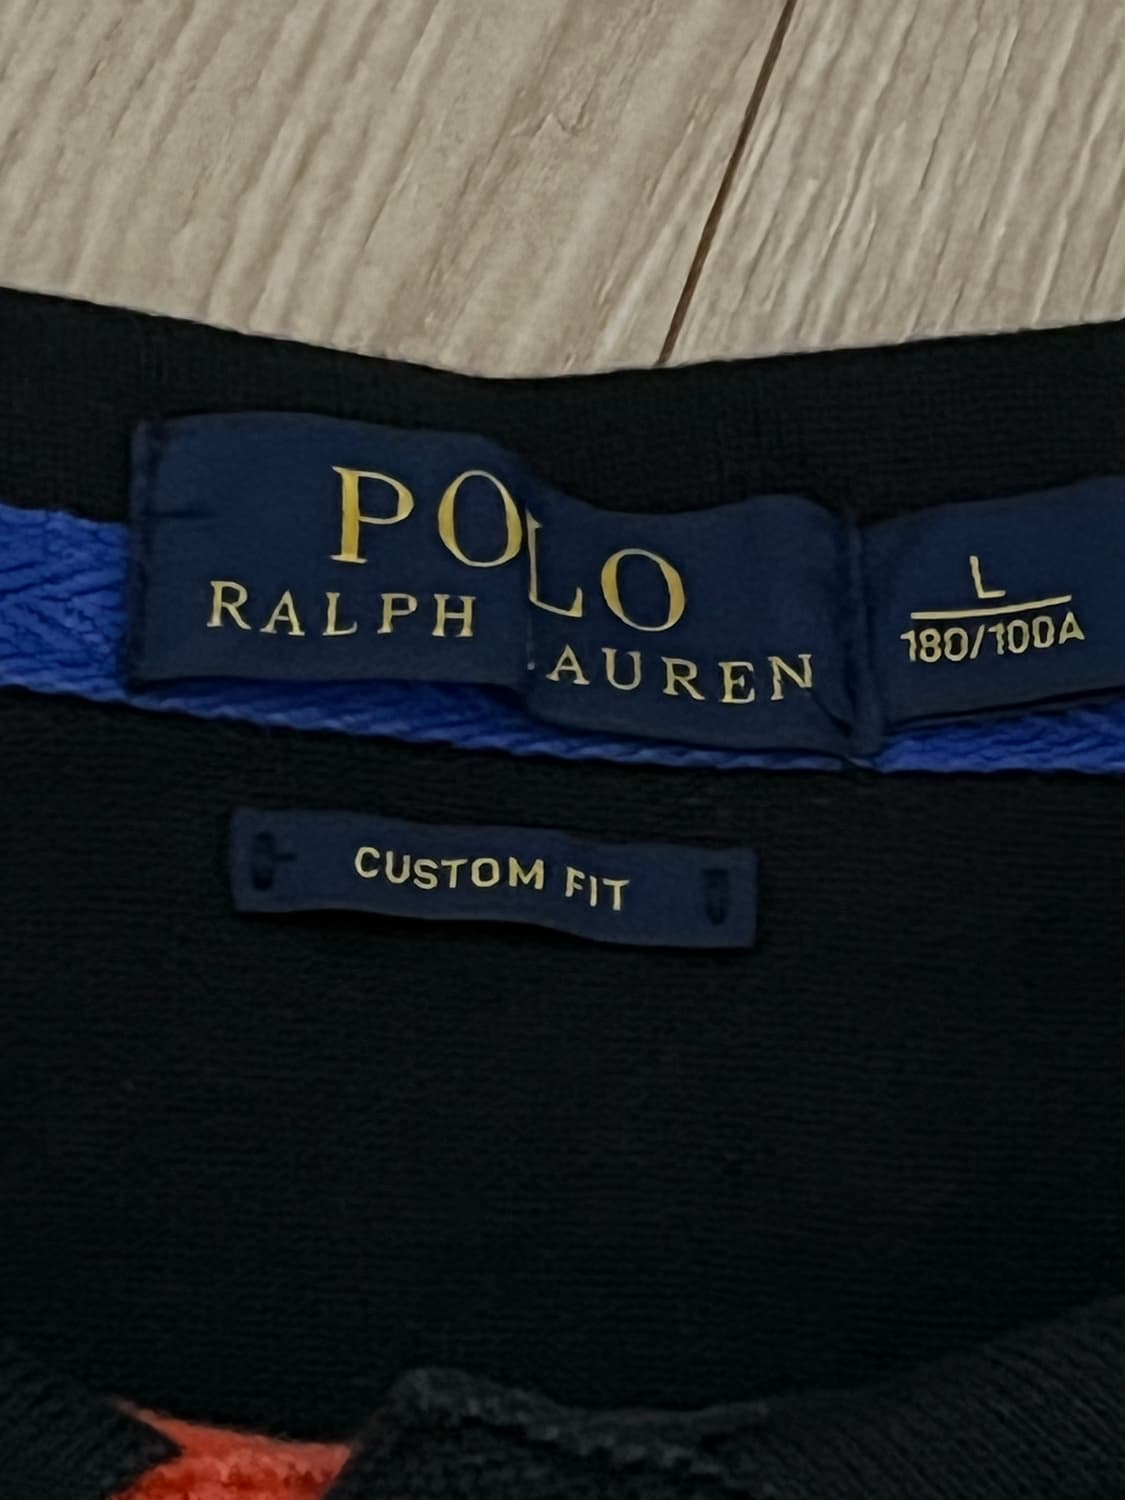 POLO
RALPH LAUREN
L
180/100A
CUSTOM FIT